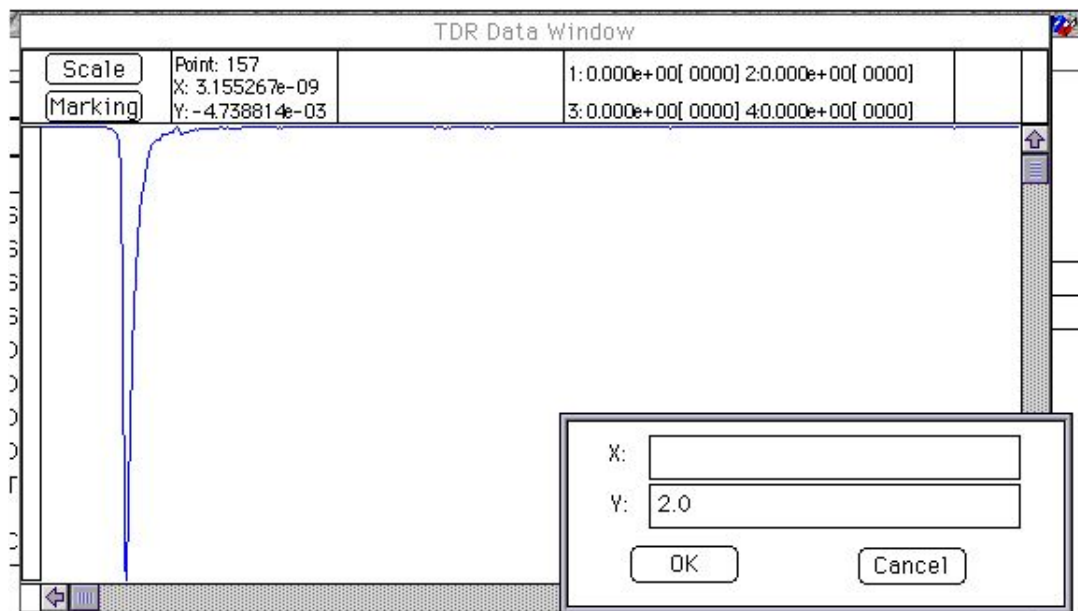 TDR Data Window
Scale
Marking
Point: 157
X: 3.155267e-09
Y: -4.738814e-03
1: 0.000e+00[ 0000] 2:0.000e+00[ 0000]
3: 0.000e+00[ 0000] 4:0.000e+00[ 0000]
X:
Y: 2.0
OK
Cancel